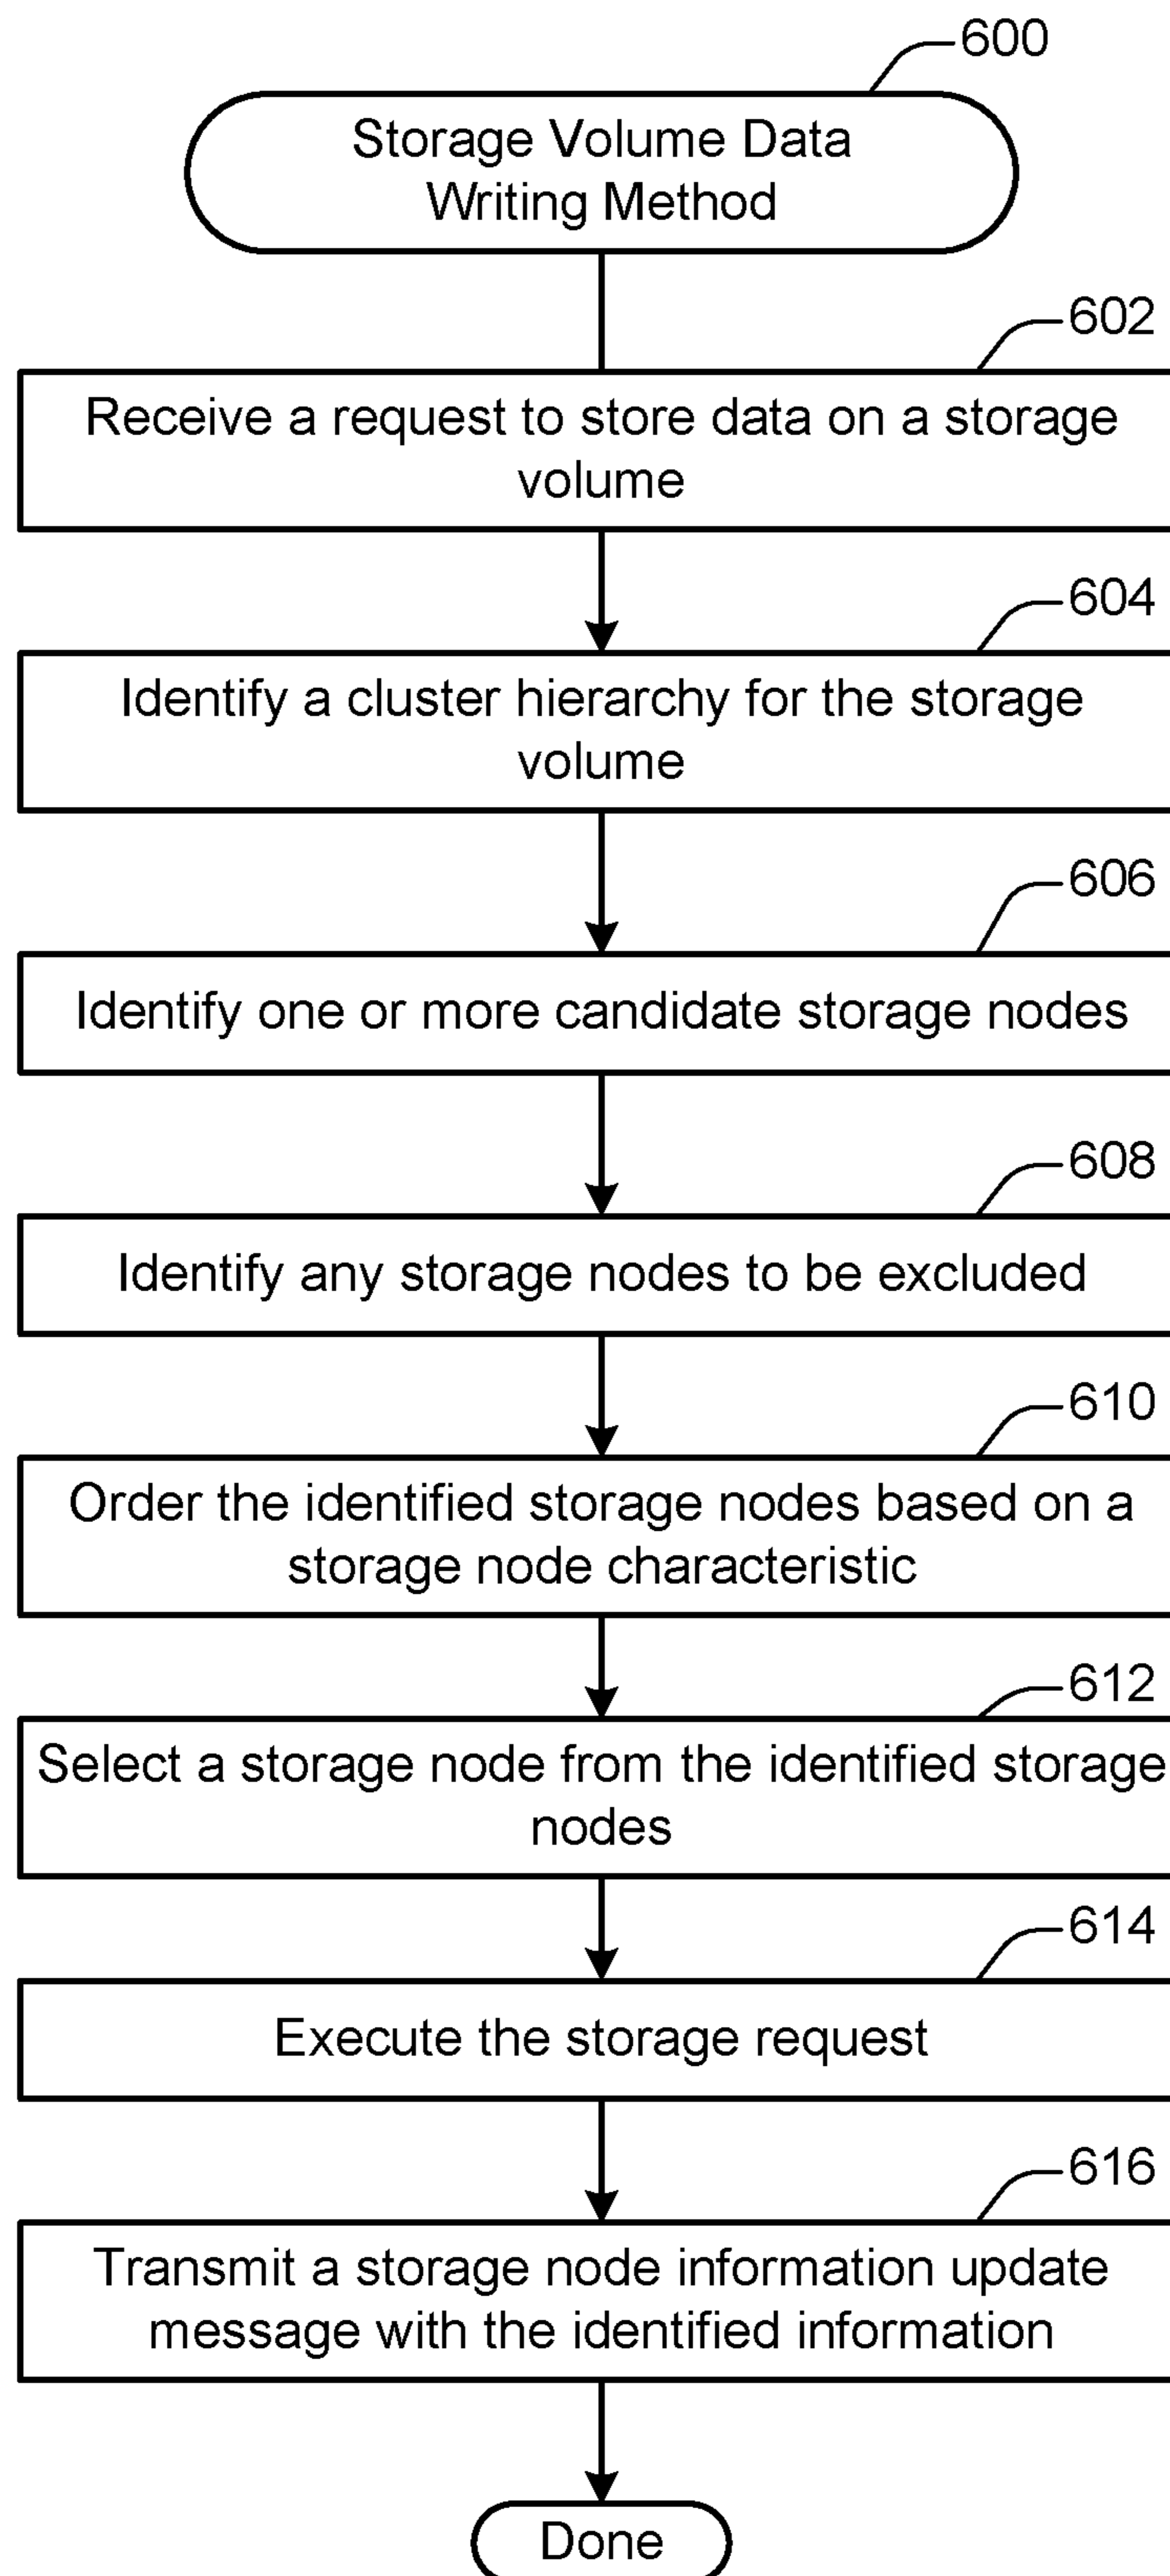 600
Storage Volume Data
Writing Method
602
Receive a request to store data on a storage
volume
604
Identify a cluster hierarchy for the storage
volume
606
Identify one or more candidate storage nodes
608
Identify any storage nodes to be excluded
610
Order the identified storage nodes based on a
storage node characteristic
612
Select a storage node from the identified storage
nodes
614
Execute the storage request
616
Transmit a storage node information update
message with the identified information
Done